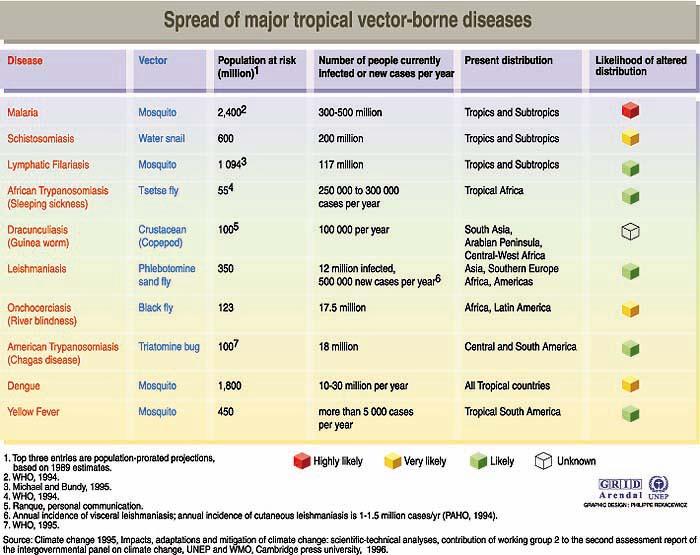 Spread of major tropical vector-borne diseases
Disease Vector Population at risk (million)1 Number of people currently infected or new cases per year Present distribution Likelihood of altered distribution
Malaria Mosquito 2,4002 300-500 million Tropics and Subtropics
Schistosomiasis Water snail 600 200 million Tropics and Subtropics
Lymphatic Filariasis Mosquito 1 0943 117 million Tropics and Subtropics
African Trypanosomiasis (Sleeping sickness) Tsetse fly 554 250 000 to 300 000 cases per year Tropical Africa
Dracunculiasis (Guinea worm) Crustacean (Copepod) 1005 100 000 per year South Asia, Arabian Peninsula, Central-West Africa
Leishmaniasis Phlebotomine sand fly 350 12 million infected, 500 000 new cases per year6 Asia, Southern Europe Africa, Americas
Onchocerciasis (River blindness) Black fly 123 17.5 million Africa, Latin America
American Trypanosomiasis (Chagas disease) Triatomine bug 1007 18 million Central and South America
Dengue Mosquito 1,800 10-30 million per year All Tropical countries
Yellow Fever Mosquito 450 more than 5 000 cases per year Tropical South America
1. Top three entries are population-prorated projections,
based on 1989 estimates.
2. WHO, 1994.
3. Michael and Bundy, 1995.
4. WHO, 1994.
5. Ranque, personal communication.
6. Annual incidence of visceral leishmaniasis; annual incidence of cutaneous leishmaniasis is 1-1.5 million cases/yr (PAHO, 1994).
7. WHO, 1995.
Highly likely Very likely Likely Unknown
GRID
Arendal UNEP
GRAPHIC DESIGN : PHILIPPE REKACEWICZ
Source: Climate change 1995, Impacts, adaptations and mitigation of climate change: scientific-technical analyses, contribution of working group 2 to the second assessment report of
the intergovernmental panel on climate change, UNEP and WMO, Cambridge press university, 1996.